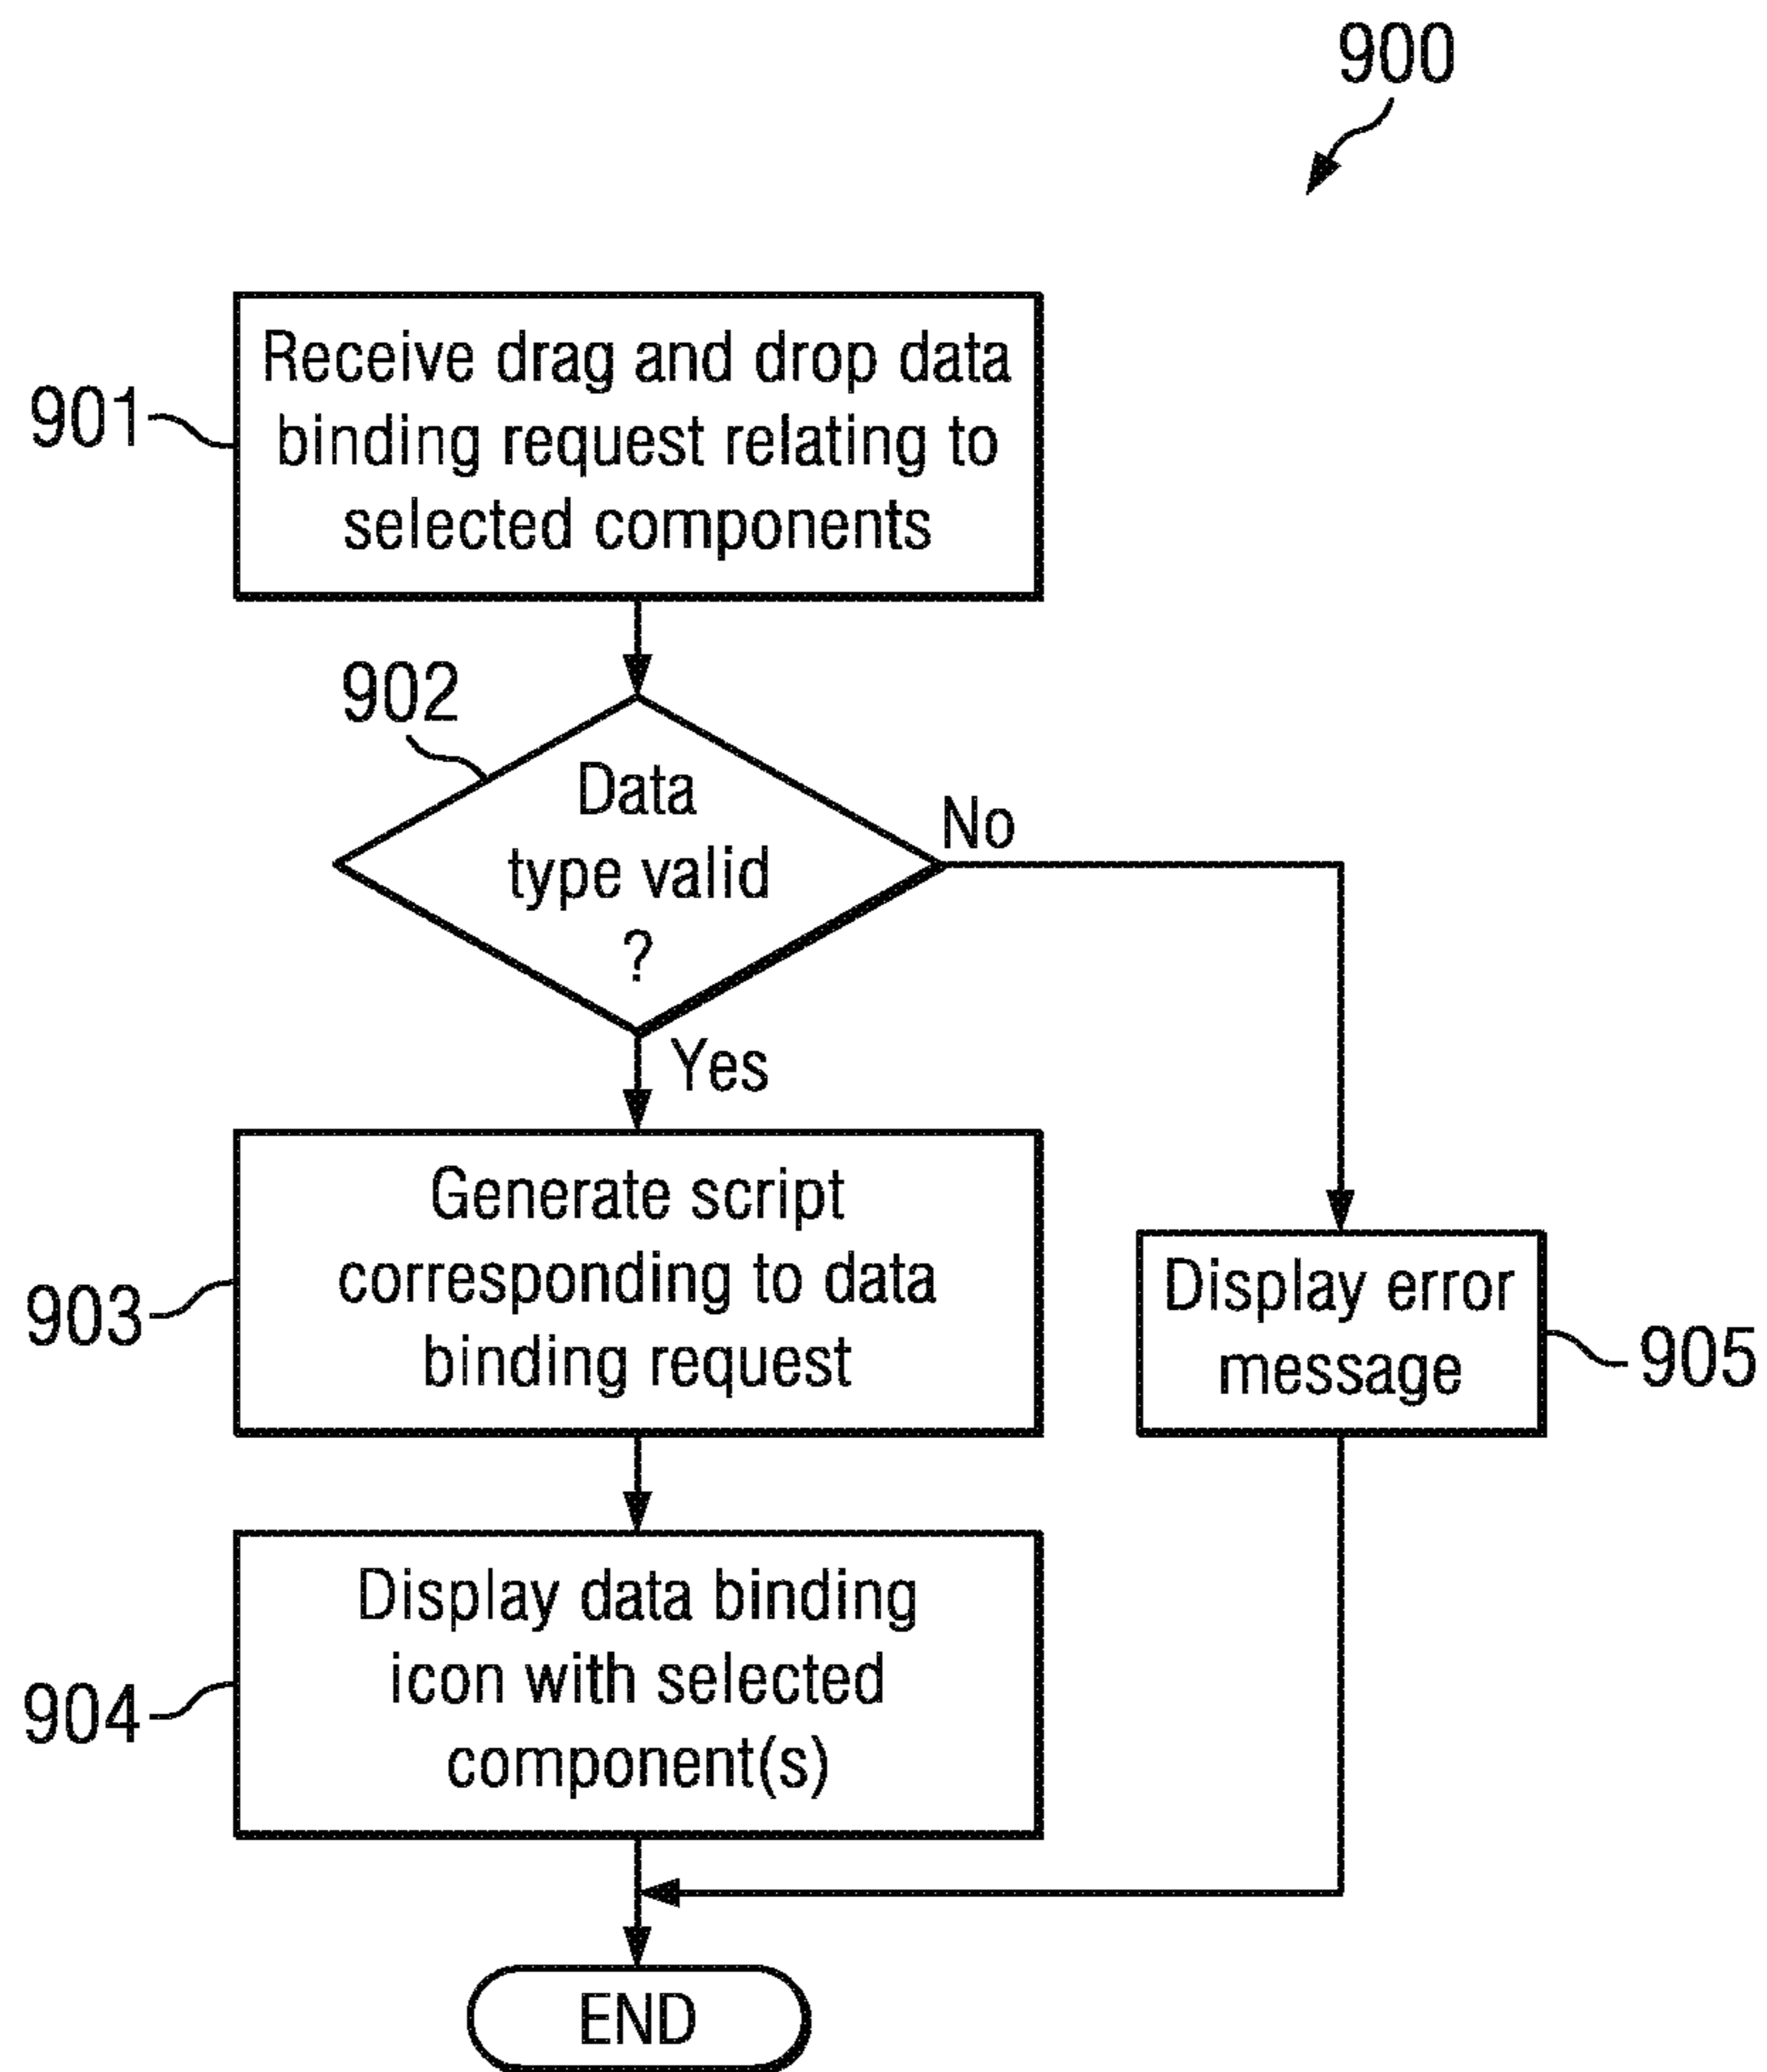 900
901
Receive drag and drop data
binding request relating to
selected components
902
Data
type valid
?
No
Yes
903
Generate script
corresponding to data
binding request
Display error
message
905
904
Display data binding
icon with selected
component(s)
END